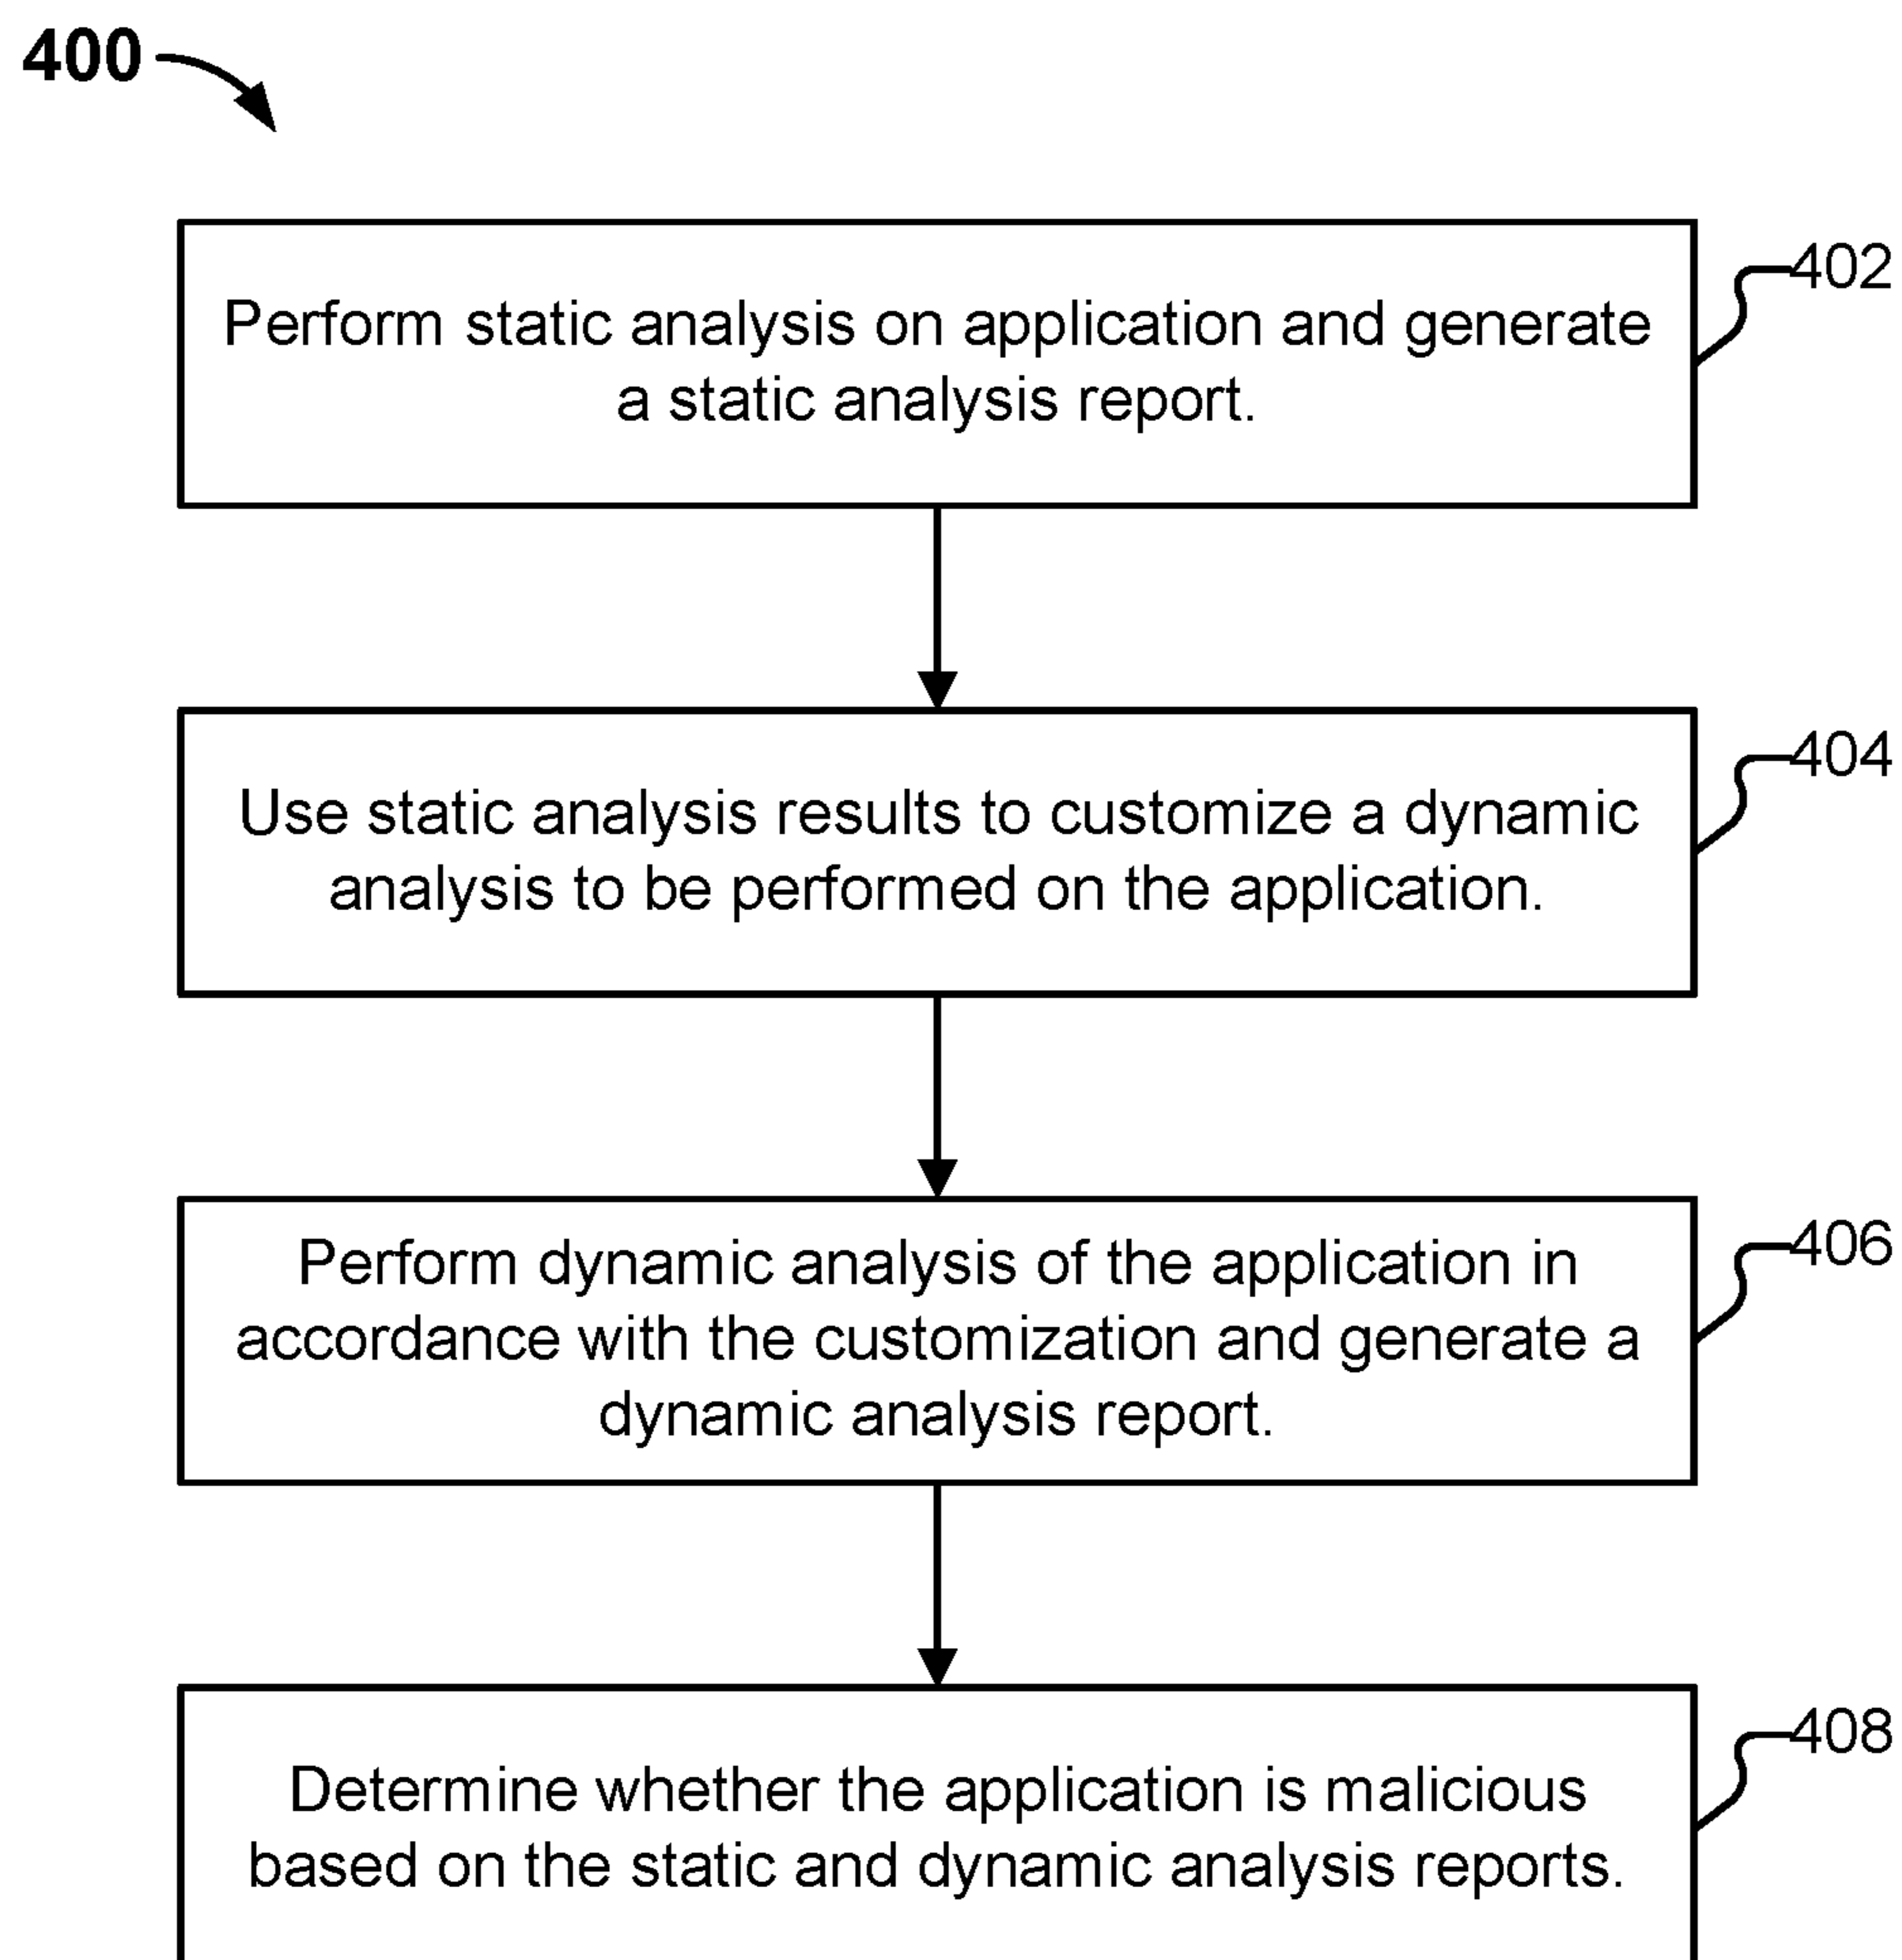 400
402
Perform static analysis on application and generate
a static analysis report.
404
Use static analysis results to customize a dynamic
analysis to be performed on the application.
406
Perform dynamic analysis of the application in
accordance with the customization and generate a
dynamic analysis report.
408
Determine whether the application is malicious
based on the static and dynamic analysis reports.